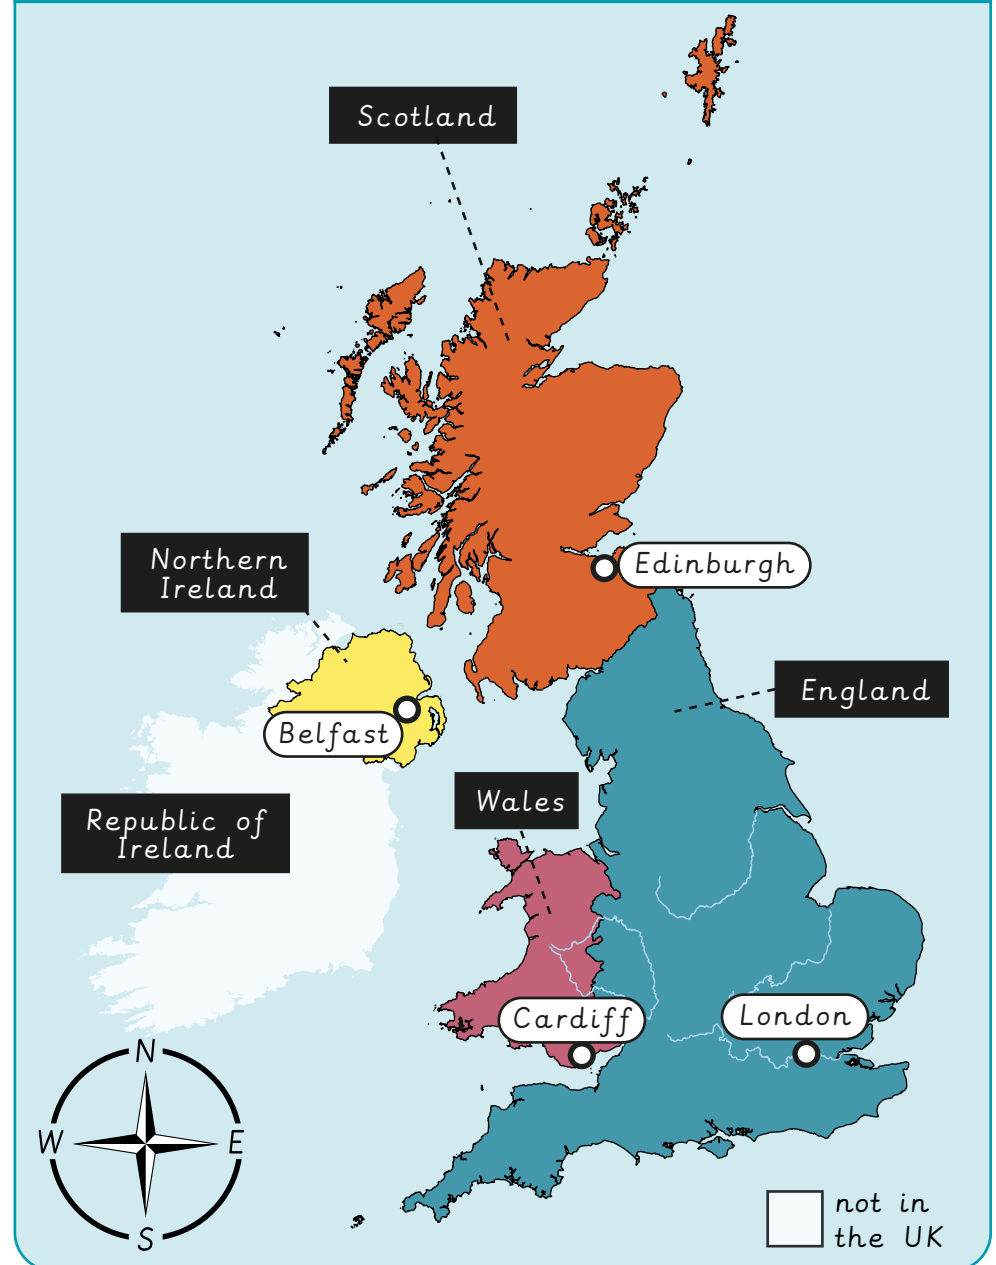 Scotland
Northern
Ireland
Edinburgh
England
Belfast
Wales
Republic of
Ireland
Cardiff
London
N
W
E
S
not in
the UK